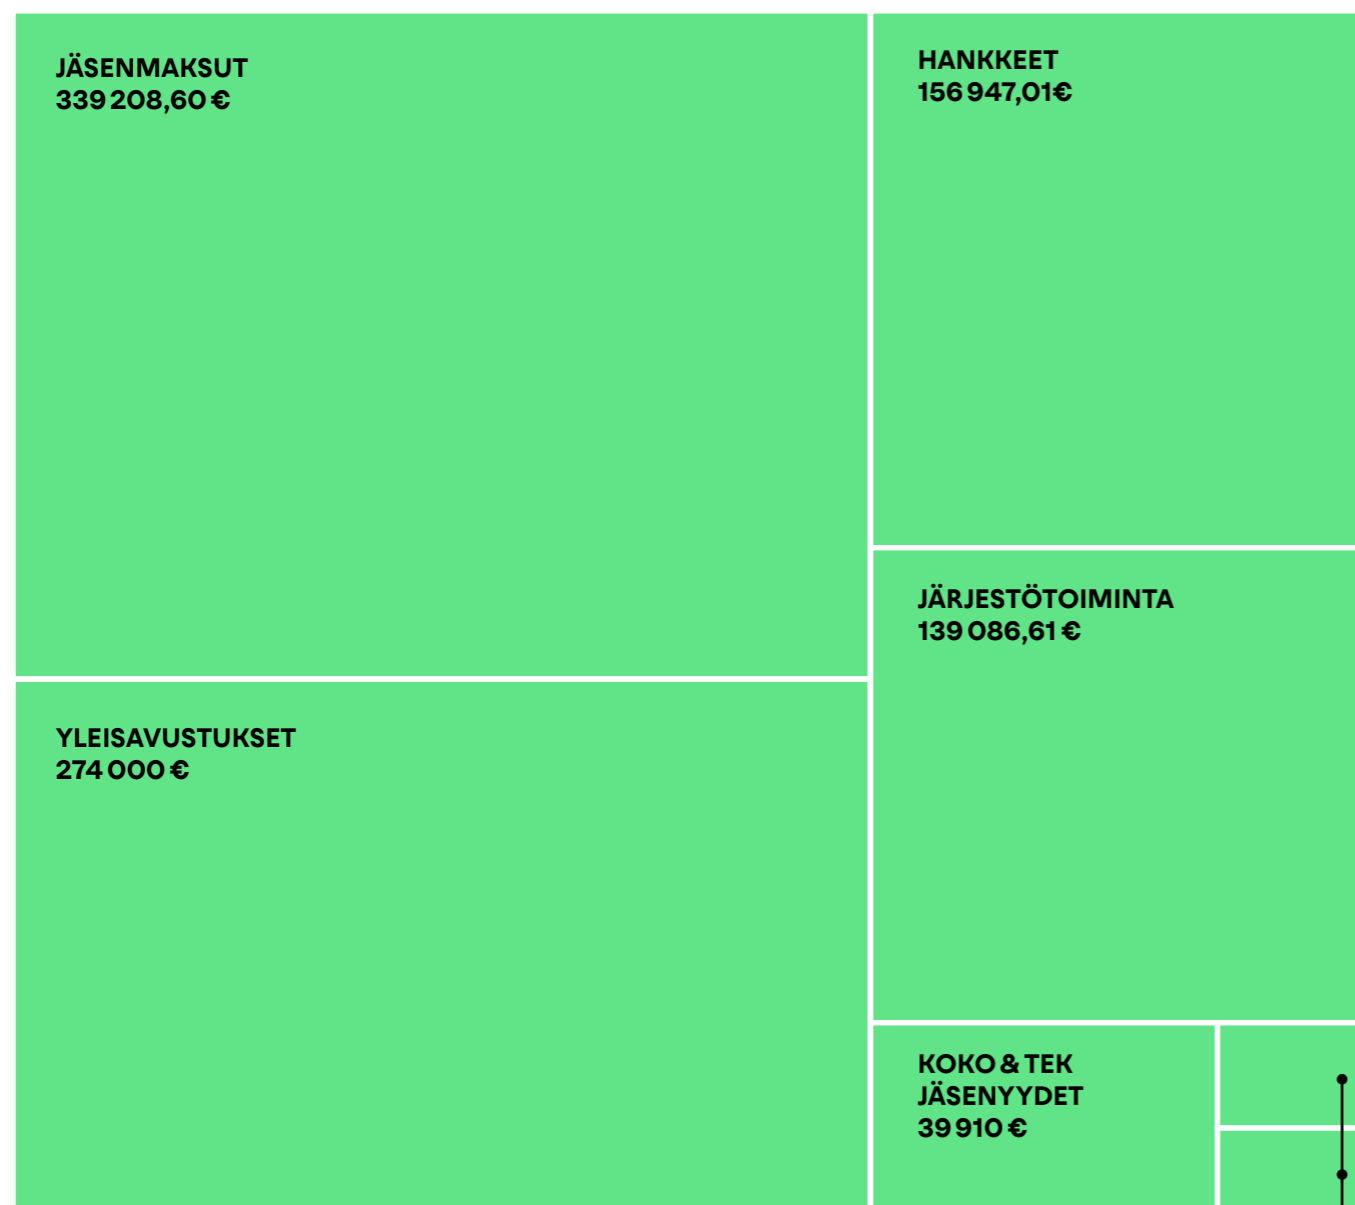 JÄSENMAKSUT
339 208,60 €
HANKKEET
156 947,01€
JÄRJESTÖTOIMINTA
139 086,61 €
YLEISAVUSTUKSET
274 000 €
KOKO & TEK
JÄSENYYDET
39 910 €